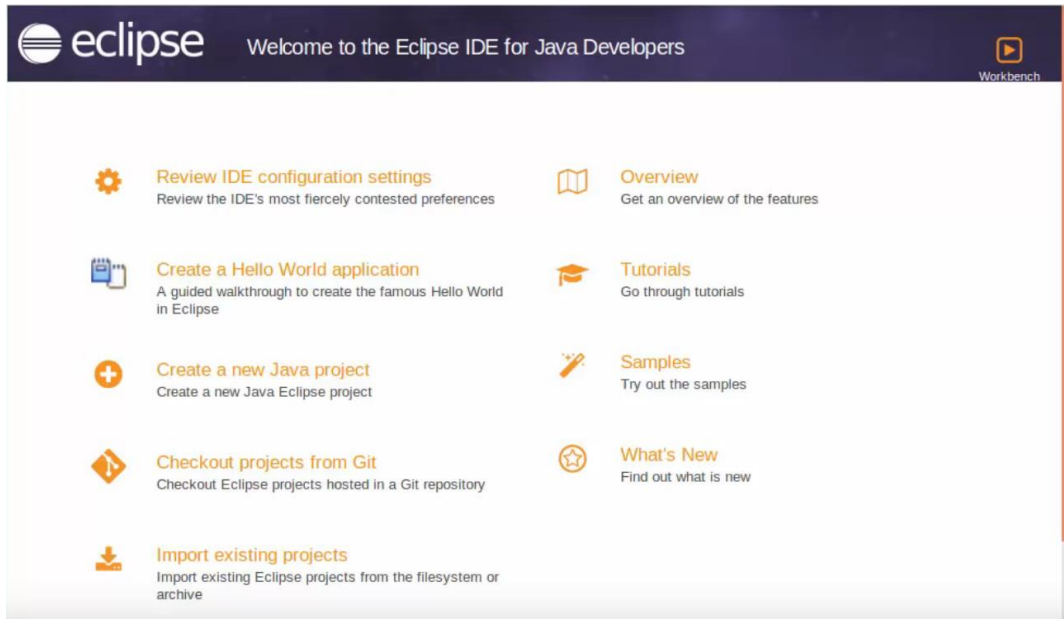 eclipse
Welcome to the Eclipse IDE for Java Developers
Workbench
Review IDE configuration settings
Review the IDE's most fiercely contested preferences
Create a Hello World application
A guided walkthrough to create the famous Hello World
in Eclipse
Create a new Java project
Create a new Java Eclipse project
Checkout projects from Git
Checkout Eclipse projects hosted in a Git repository
Import existing projects
Import existing Eclipse projects from the filesystem or
archive
Overview
Get an overview of the features
Tutorials
Go through tutorials
Samples
Try out the samples
What's New
Find out what is new